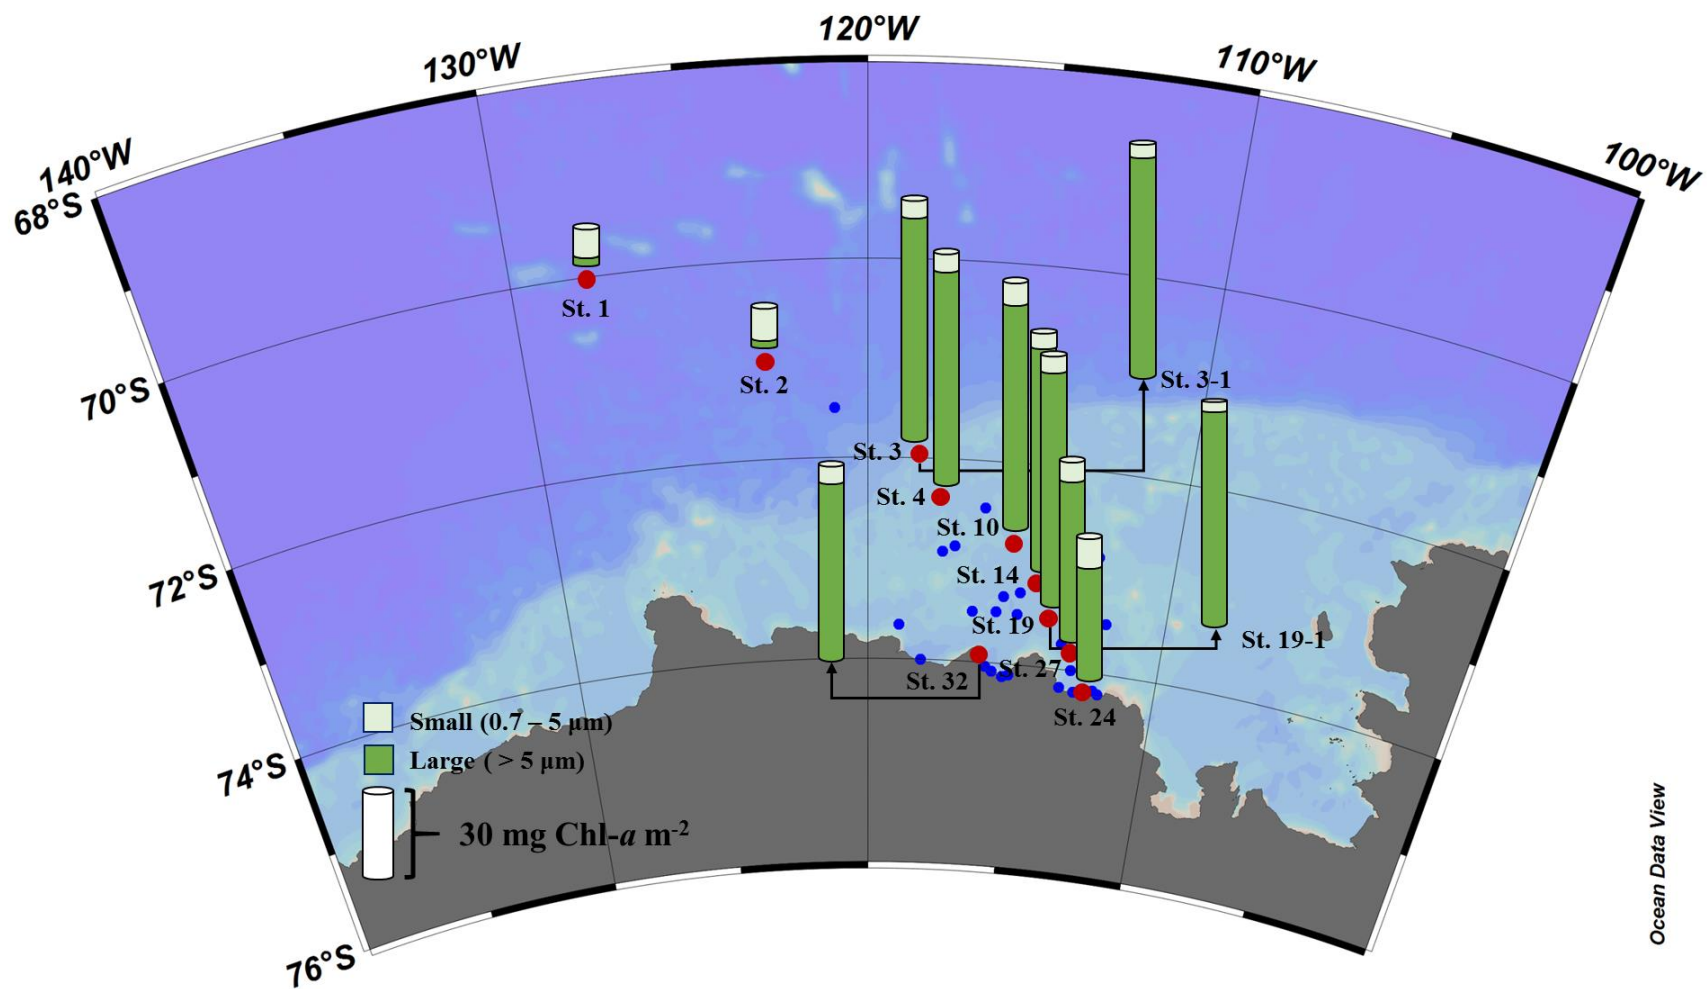 120°W
130°W
110°W
140°W
100°W
68°S
St. 1
St. 3-1
St. 2
70°S
St. 3
St. 4
St. 10
72°S
St. 14
St. 19
St. 19-1
St. 27
St. 32
St. 24
Small (0.7 – 5 μm)
Large ( > 5 μm)
74°S
30 mg Chl-a m-2
76°S
Ocean Data View